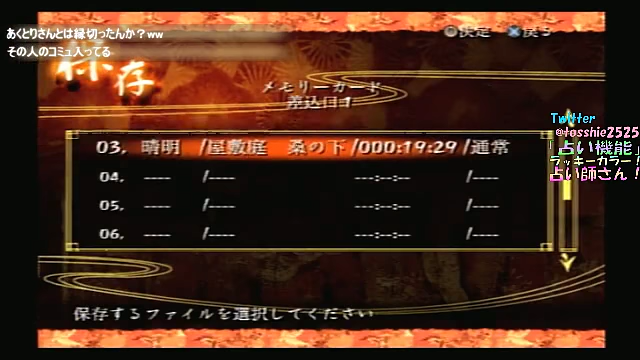 あくとりさんとは縁切ったんか？ww
その人のコミュ入ってる
○決定 ×戻る
保存
メモリーカード
差込口1
03. 晴明 /屋敷庭 桑の下 /000:19:29 /通常
04. ---- /---- ---:--:-- /----
05. ---- /---- ---:--:-- /----
06. ---- /---- ---:--:-- /----
保存するファイルを選択してください
Twitter
@tosshie2525
「占い機能」
ラッキーカラー！
占い師さん！